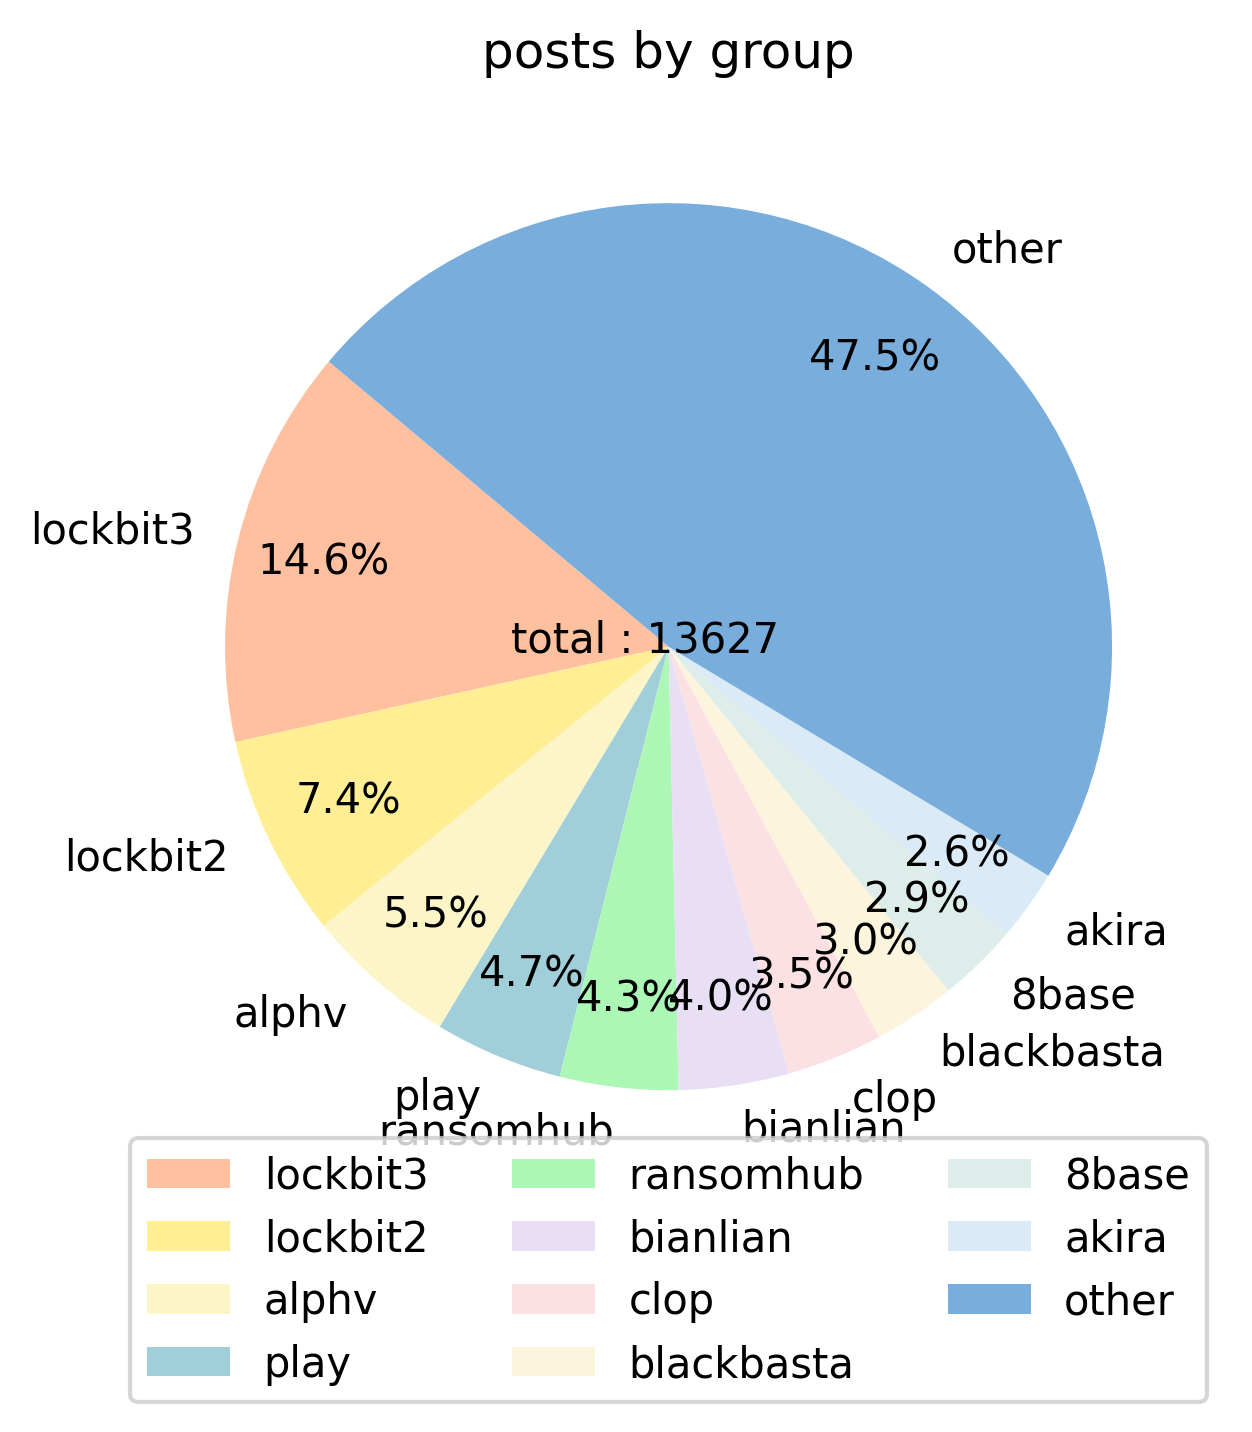 posts by group
other
47.5%
lockbit3
14.6%
total : 13627
7.4%
lockbit2
2.6%
2.9%
5.5%
3.0%
akira
4.7%
3.5%
4.3%
4.0%
8base
alphv
blackbasta
play
clop
ransomhub
bianlian
lockbit3
lockbit2
alphv
play
ransomhub
bianlian
clop
blackbasta
8base
akira
other